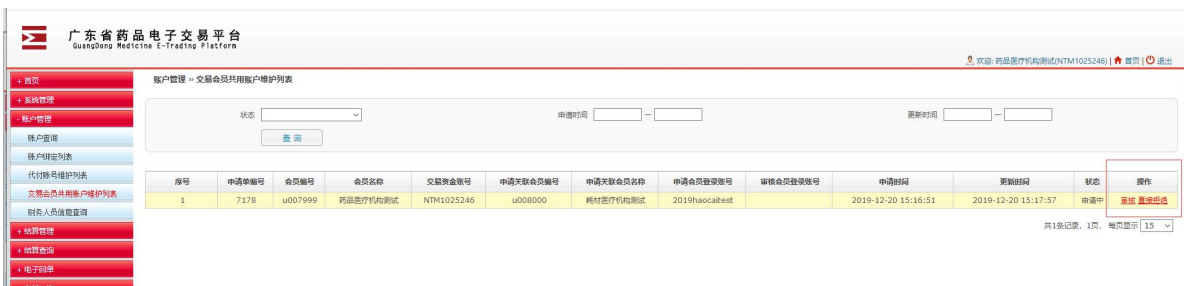 广东省药品电子交易平台
GuangDong Medicine E-Trading Platform
欢迎: 药品医疗机构测试(NTM1025246) | 首页 | 退出
+ 首页
账户管理 » 交易会员共用账户维护列表
+ 系统管理
- 账户管理
账户查询
账户绑定列表
代付账号维护列表
交易会员共用账户维护列表
财务人员信息查询
+ 结算管理
+ 结算查询
+ 电子回单
状态 申请时间 — 更新时间 —
查 询
序号 申请单编号 会员编号 会员名称 交易资金账号 申请关联会员编号 申请关联会员名称 申请会员登录账号 审核会员登录账号 申请时间 更新时间 状态 操作
1 7178 u007999 药品医疗机构测试 NTM1025246 u008000 耗材医疗机构测试 2019haocaitest 2019-12-20 15:16:51 2019-12-20 15:17:57 申请中 审核 直接拒绝
共1条记录, 1页, 每页显示 15